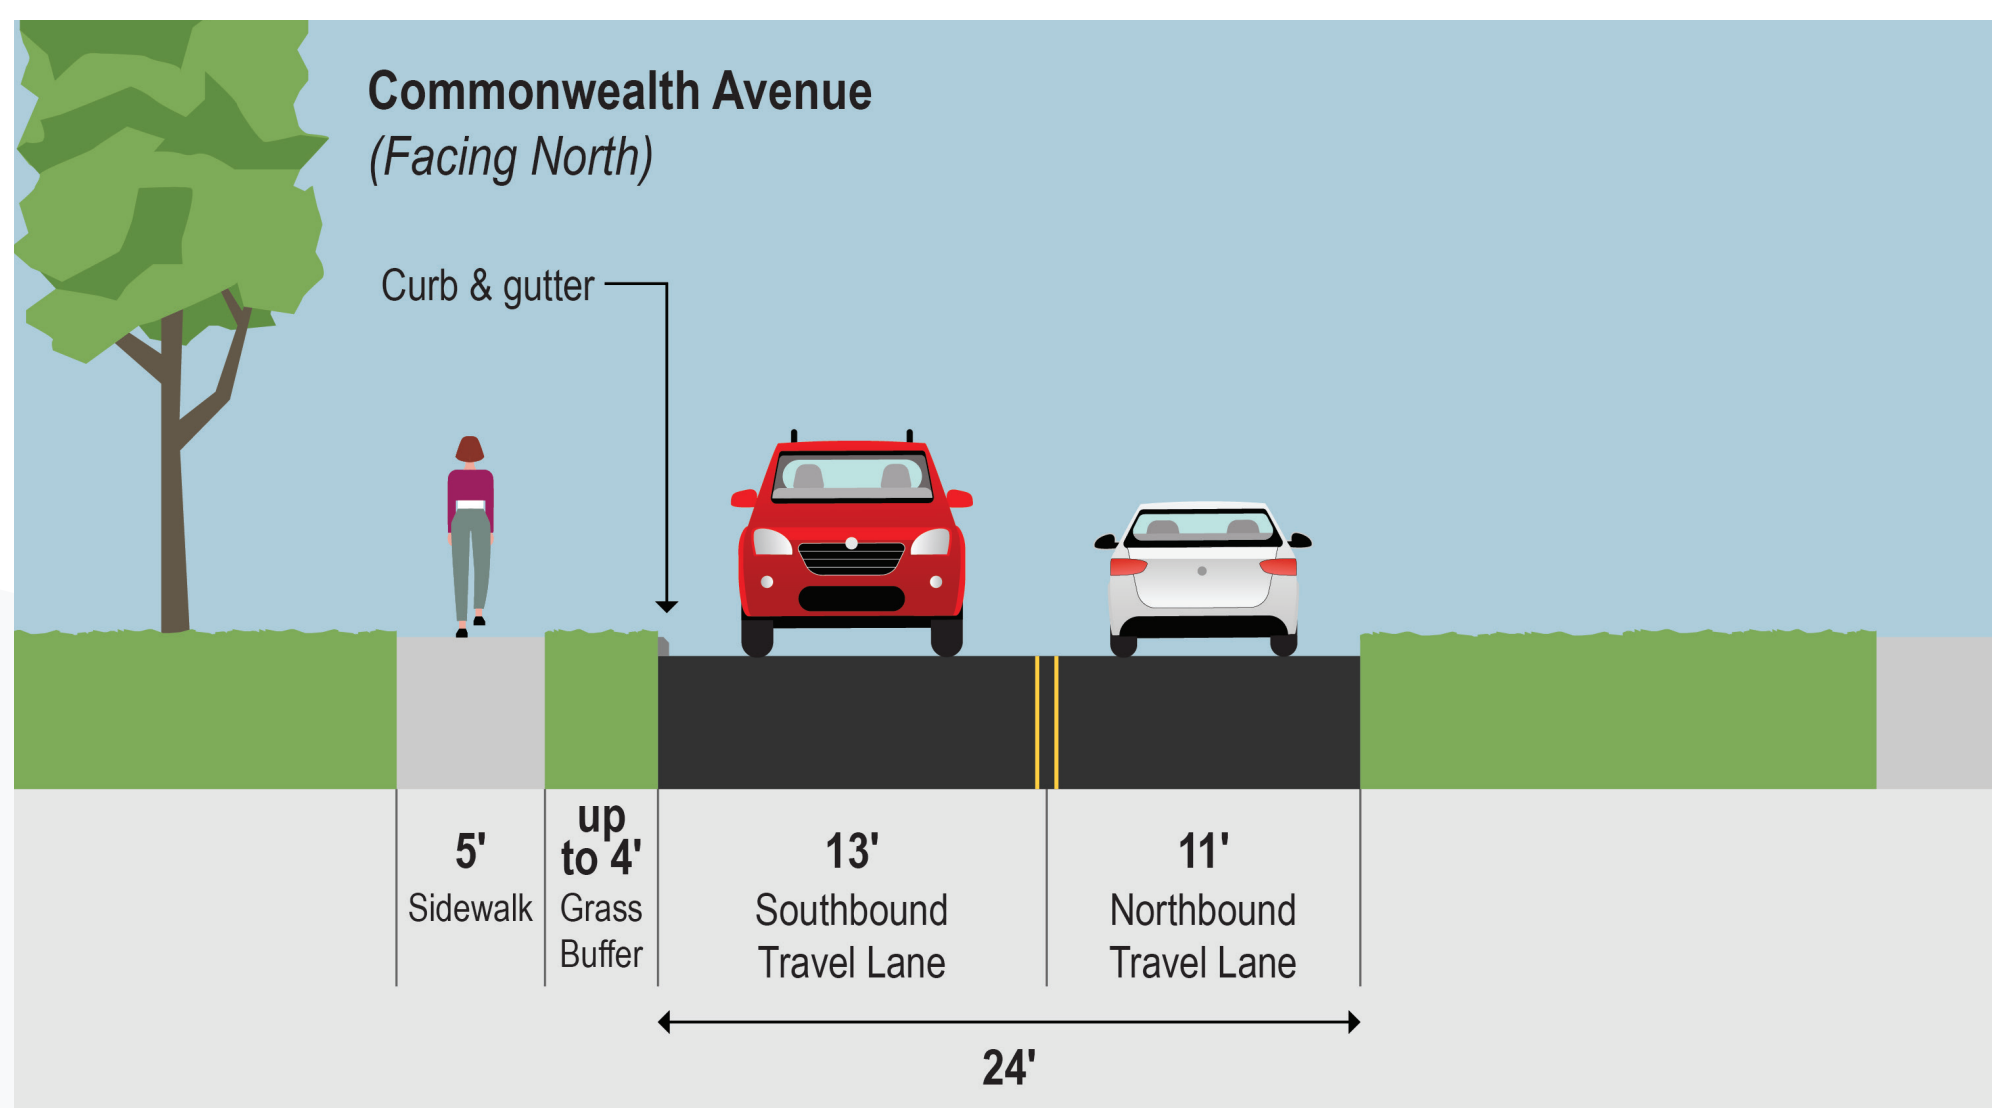 Commonwealth Avenue
(Facing North)
Curb & gutter
5'
Sidewalk
up
to 4'
Grass
Buffer
13'
Southbound
Travel Lane
11'
Northbound
Travel Lane
24'